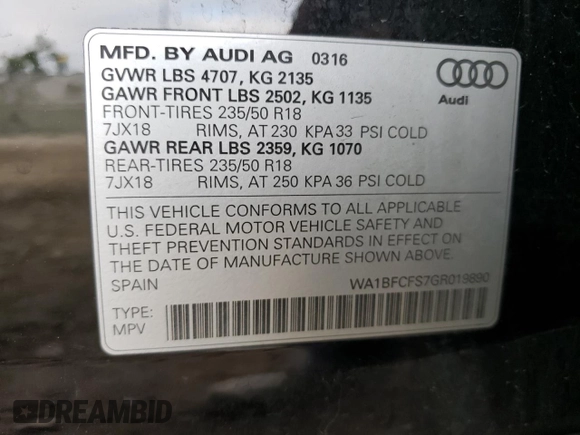 MFD. BY AUDI AG 0316
GVWR LBS 4707, KG 2135
GAWR FRONT LBS 2502, KG 1135
FRONT-TIRES 235/50 R18
7JX18 RIMS, AT 230 KPA 33 PSI COLD
GAWR REAR LBS 2359, KG 1070
REAR-TIRES 235/50 R18
7JX18 RIMS, AT 250 KPA 36 PSI COLD
Audi
THIS VEHICLE CONFORMS TO ALL APPLICABLE
U.S. FEDERAL MOTOR VEHICLE SAFETY AND
THEFT PREVENTION STANDARDS IN EFFECT ON THE
DATE OF MANUFACTURE SHOWN ABOVE.
SPAIN WA1BFCFS7GR019890
TYPE:
MPV
DREAMBID